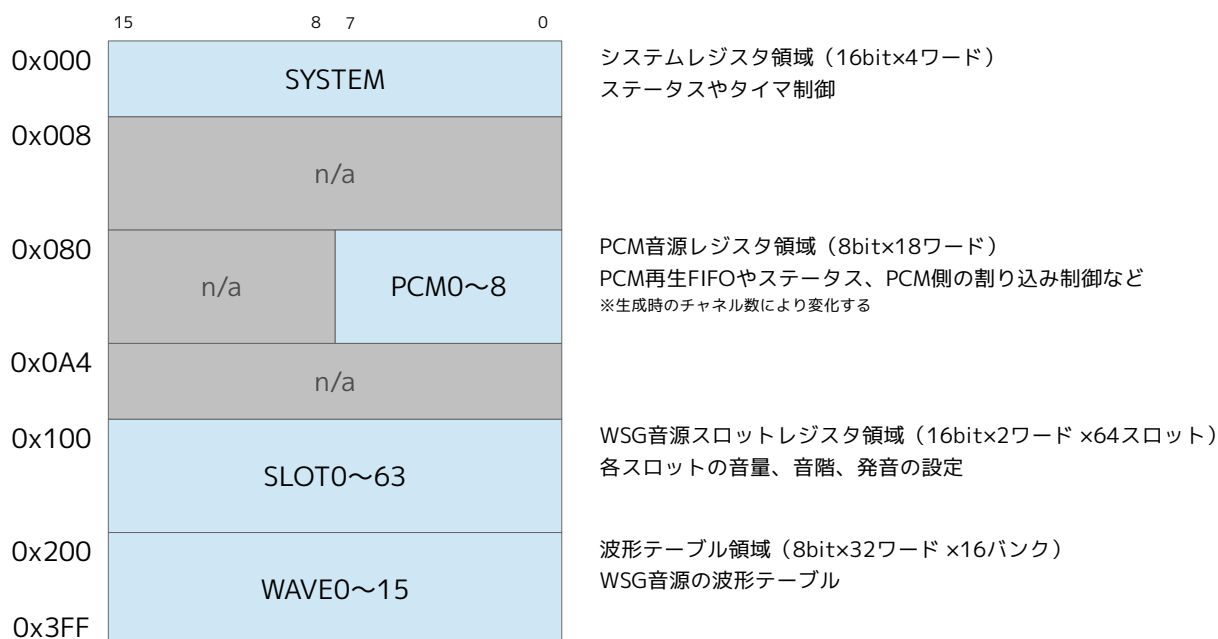 15 8 7 0
0x000
SYSTEM
システムレジスタ領域（16bit×4ワード）
ステータスやタイマ制御
0x008
n/a
0x080
n/a
PCM0～8
PCM音源レジスタ領域（8bit×18ワード）
PCM再生FIFOやステータス、PCM側の割り込み制御など
※生成時のチャネル数により変化する
0x0A4
n/a
0x100
SLOT0～63
WSG音源スロットレジスタ領域（16bit×2ワード ×64スロット）
各スロットの音量、音階、発音の設定
0x200
WAVE0～15
波形テーブル領域（8bit×32ワード ×16バンク）
WSG音源の波形テーブル
0x3FF